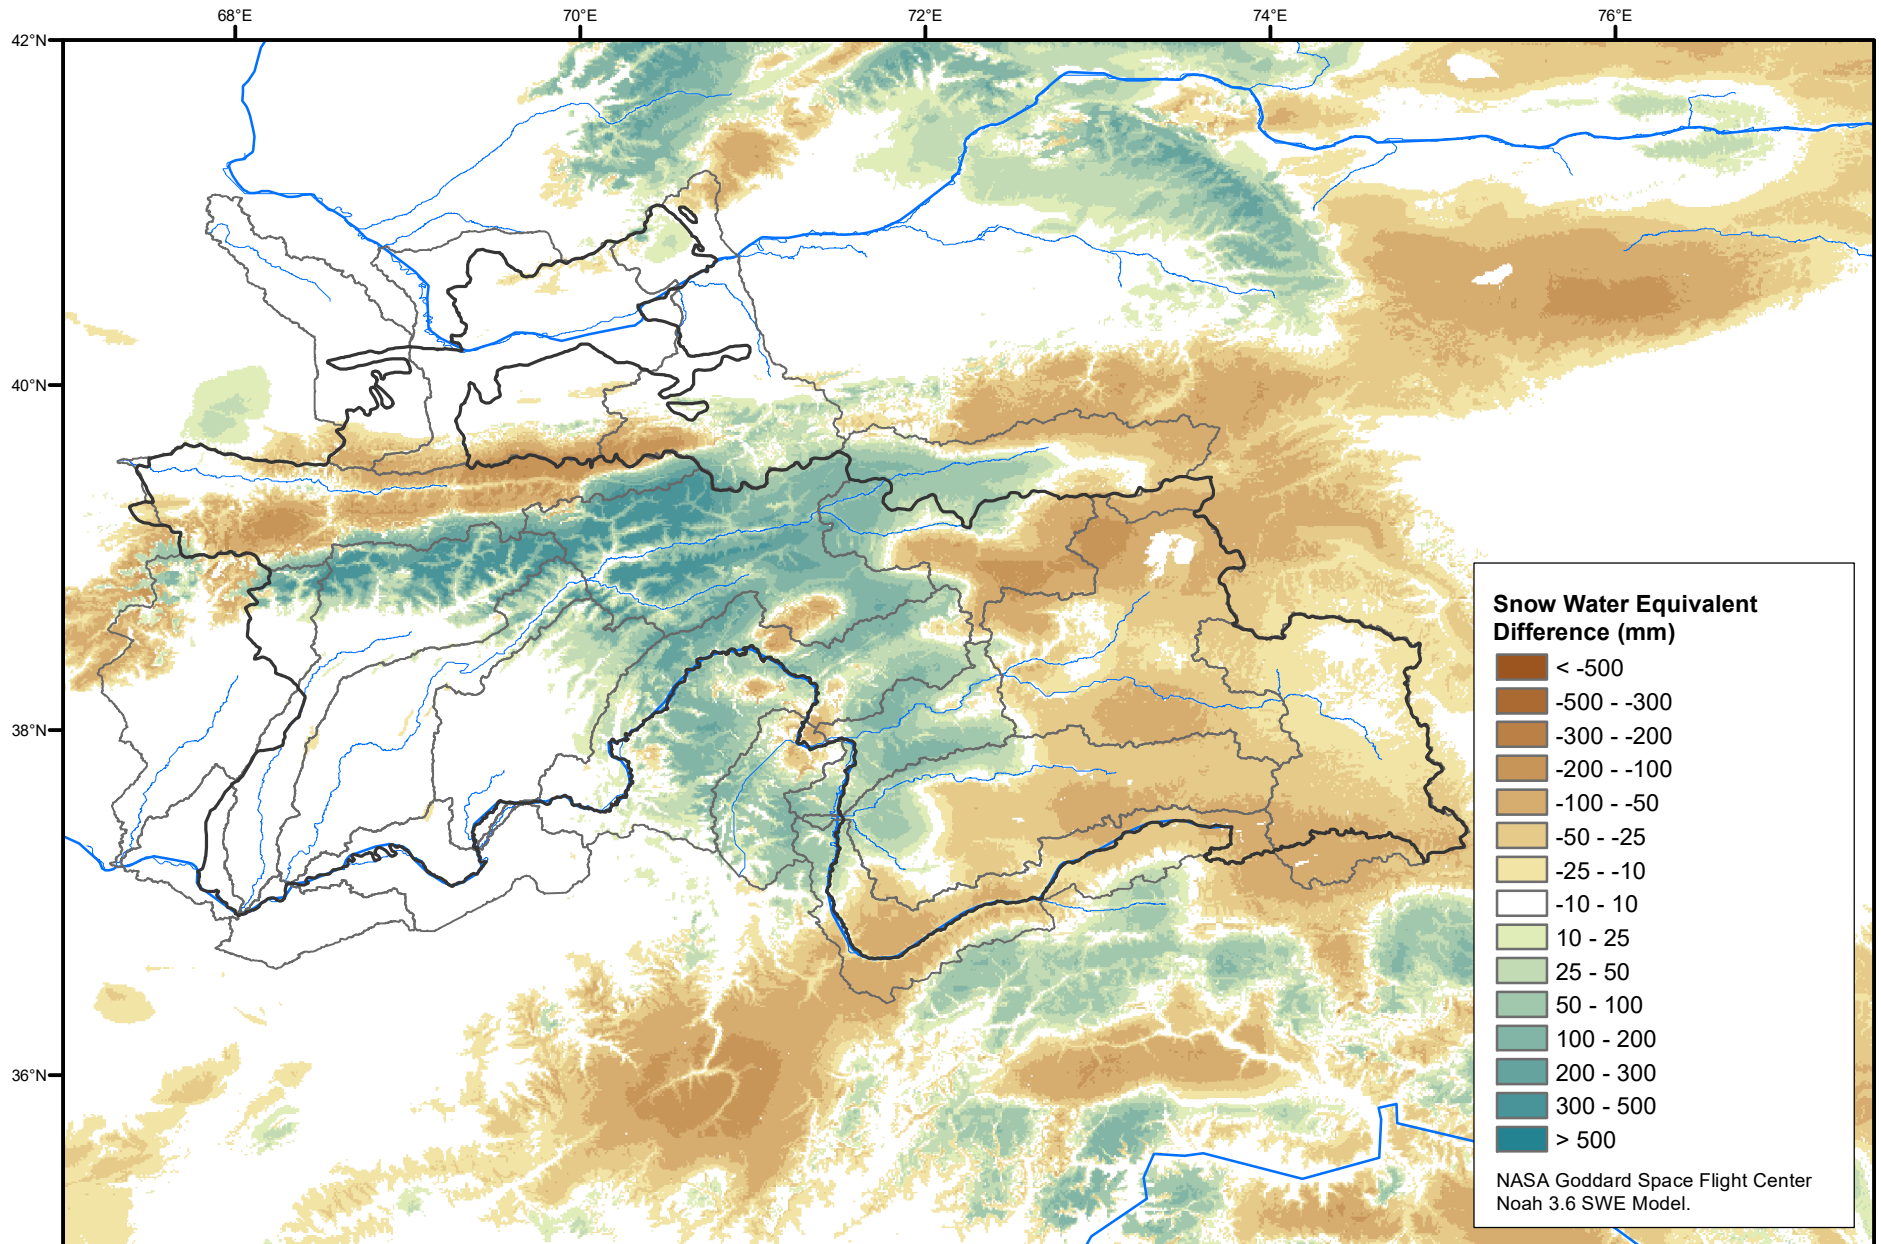 68°E
70°E
72°E
74°E
76°E
42°N
40°N
38°N
36°N
Snow Water Equivalent
Difference (mm)
< -500
-500 - -300
-300 - -200
-200 - -100
-100 - -50
-50 - -25
-25 - -10
-10 - 10
10 - 25
25 - 50
50 - 100
100 - 200
200 - 300
300 - 500
> 500
NASA Goddard Space Flight Center
Noah 3.6 SWE Model.